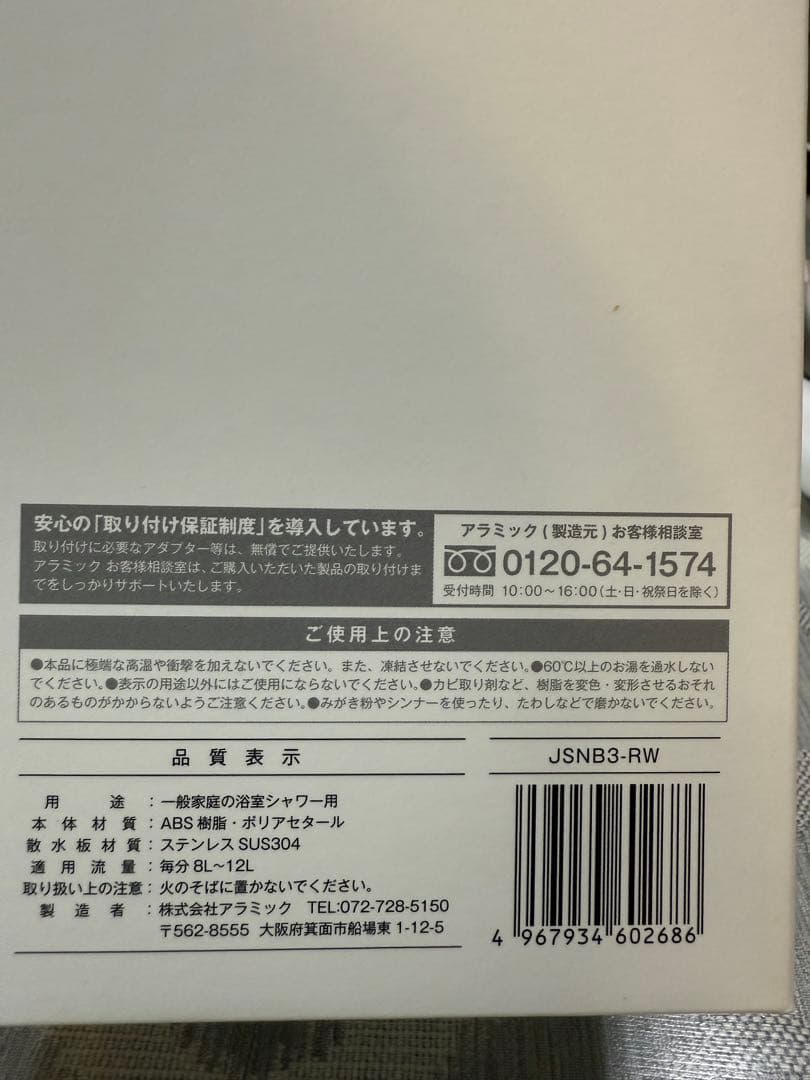 安心の「取り付け保証制度」を導入しています。
取り付けに必要なアダプター等は、無償でご提供いたします。
アラミック お客様相談室は、ご購入いただいた製品の取り付けま
でをしっかりサポートいたします。
アラミック(製造元)お客様相談室
0120-64-1574
受付時間 10:00～16:00(土・日・祝祭日を除く)
ご使用上の注意
●本品に極端な高温や衝撃を加えないでください。また、凍結させないでください。●60℃以上のお湯を通水しない
でください。●表示の用途以外にはご使用にならないでください。●カビ取り剤など、樹脂を変色・変形させるおそれ
のあるものがかからないようご注意ください。●みがき粉やシンナーを使ったり、たわしなどで磨かないでください。
品質表示
用途：一般家庭の浴室シャワー用
本体材質：ABS樹脂・ポリアセタール
散水板材質：ステンレスSUS304
適用流量：毎分8L～12L
取り扱い上の注意：火のそばに置かないでください。
製造者：株式会社アラミック TEL:072-728-5150
〒562-8555 大阪府箕面市船場東1-12-5
JSNB3-RW
4 967934 602686